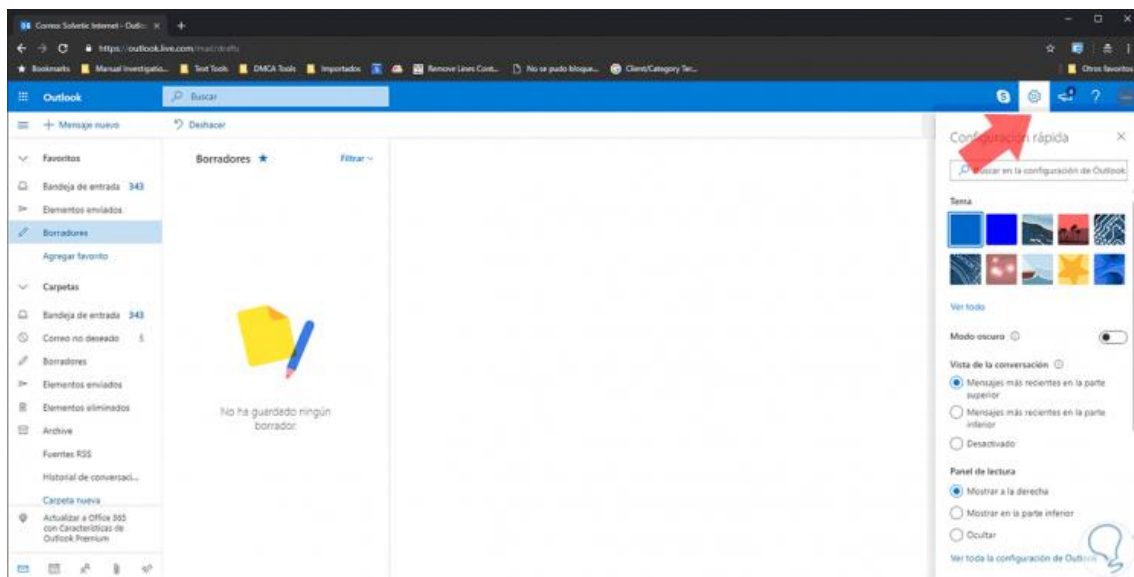 Correo: Solvetic Internet - Outlo
https://outlook.live.com/mail/drafts
Bookmarks Manual Investigatio... Text Tools DMCA Tools Importados Remove Lines Cont... No se pudo bloque... Client/Category Ter... Otros favoritos
Outlook Buscar
Mensaje nuevo Deshacer
Configuración rápida
Buscar en la configuración de Outlook
Favoritos
Bandeja de entrada 343
Elementos enviados
Borradores
Agregar favorito
Carpetas
Bandeja de entrada 343
Correo no deseado
Borradores
Elementos enviados
Elementos eliminados
Archive
Fuentes RSS
Historial de conversaci...
Carpeta nueva
Actualizar a Office 365
con Características de
Outlook Premium
Borradores Filtrar
No ha guardado ningún
borrador.
Tema
Ver todo
Modo oscuro
Vista de la conversación
Mensajes más recientes en la parte
superior
Mensajes más recientes en la parte
inferior
Desactivado
Panel de lectura
Mostrar a la derecha
Mostrar en la parte inferior
Ocultar
Ver toda la configuración de Outlook